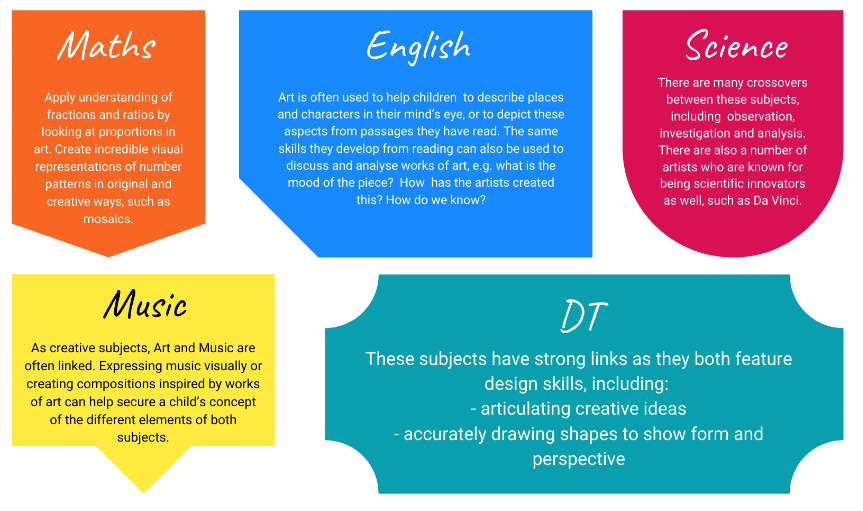 Maths
Apply understanding of
fractions and ratios by
looking at proportions in
art. Create incredible visual
representations of number
patterns in original and
creative ways, such as
mosaics.
English
Art is often used to help children  to describe places
and characters in their mind's eye, or to depict these
aspects from passages they have read. The same
skills they develop from reading can also be used to
discuss and analyse works of art, e.g. what is the
mood of the piece?  How  has the artists created
this? How do we know?
Science
There are many crossovers
between these subjects,
including  observation,
investigation and analysis.
There are also a number of
artists who are known for
being scientific innovators
as well, such as Da Vinci.
Music
As creative subjects, Art and Music are
often linked. Expressing music visually or
creating compositions inspired by works
of art can help secure a child's concept
of the different elements of both
subjects.
DT
These subjects have strong links as they both feature
design skills, including:
- articulating creative ideas
- accurately drawing shapes to show form and
perspective